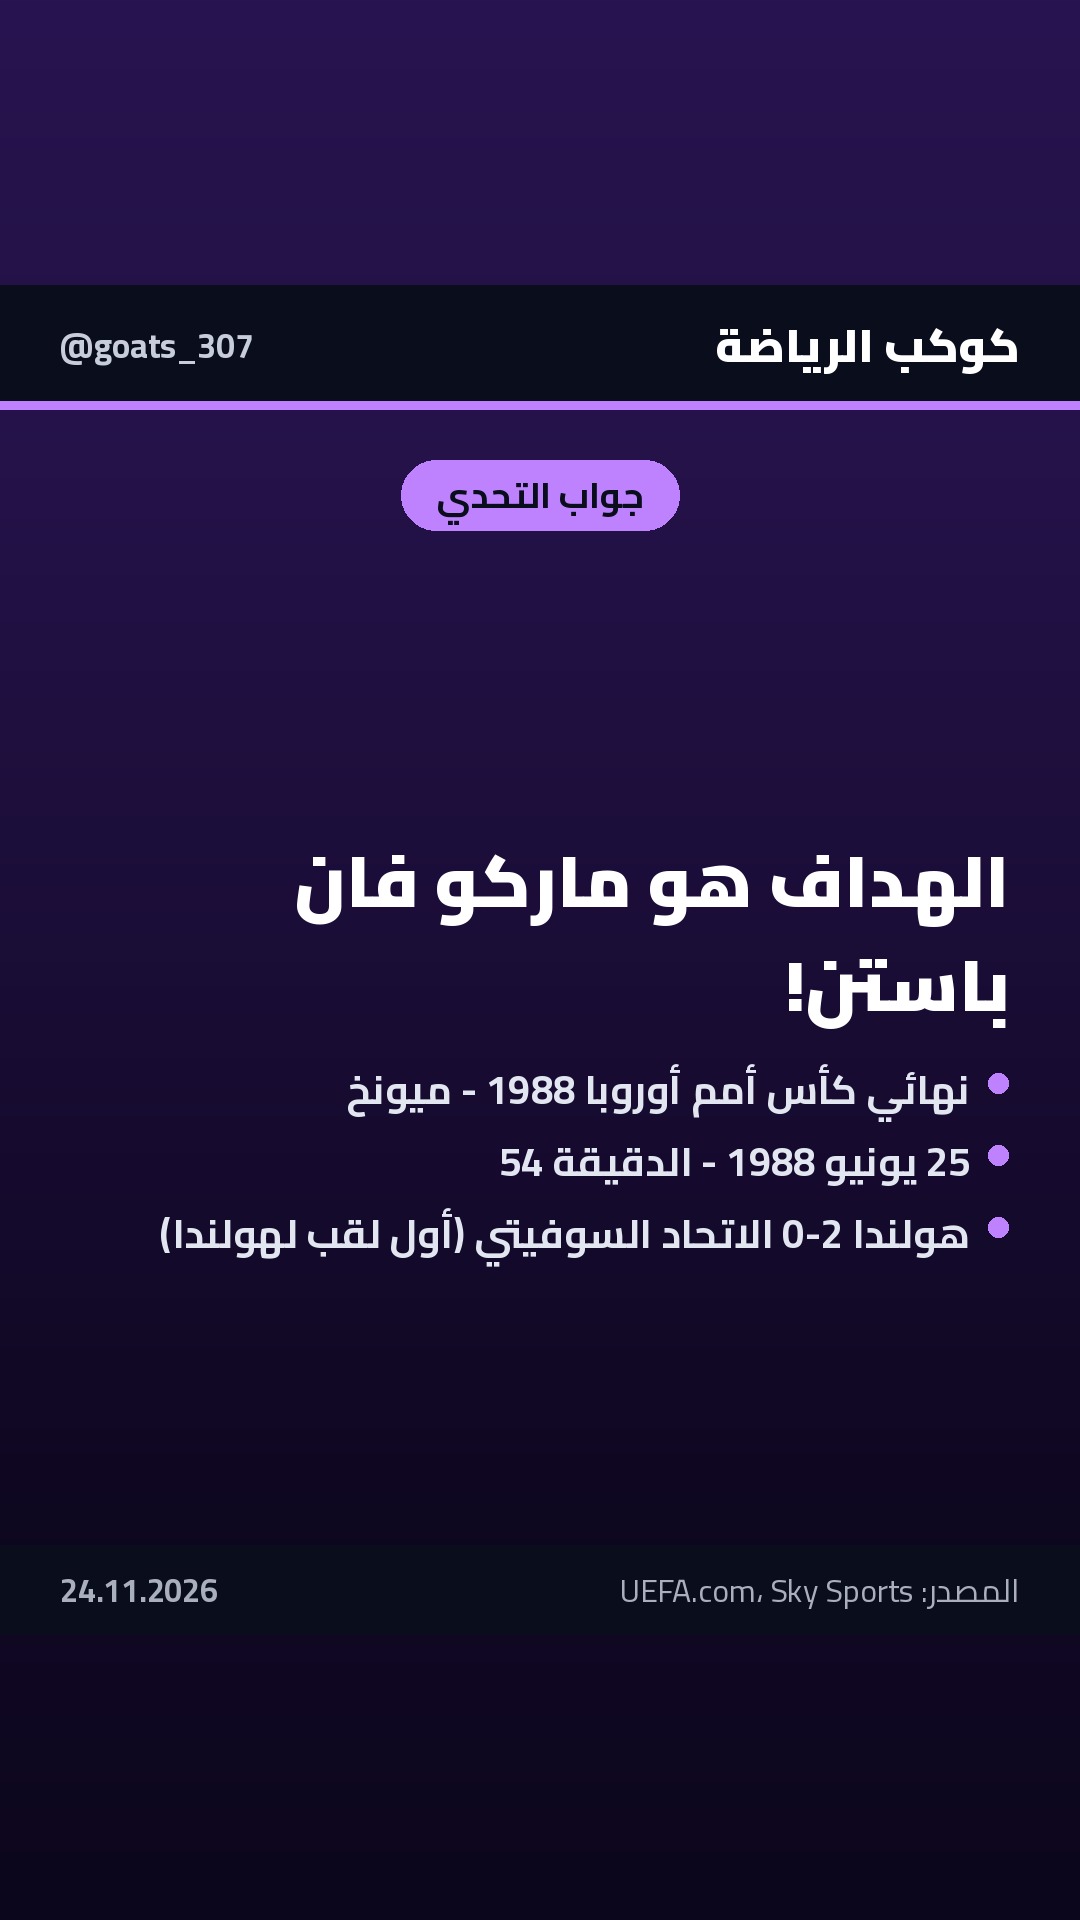 كوكب الرياضة
@goats_307
جواب التحدي
الهداف هو ماركو فان
باستن!
نهائي كأس أمم أوروبا 1988 - ميونخ
25 يونيو 1988 - الدقيقة 54
هولندا 2-0 الاتحاد السوفيتي (أول لقب لهولندا)
المصدر: UEFA.com، Sky Sports
24.11.2026